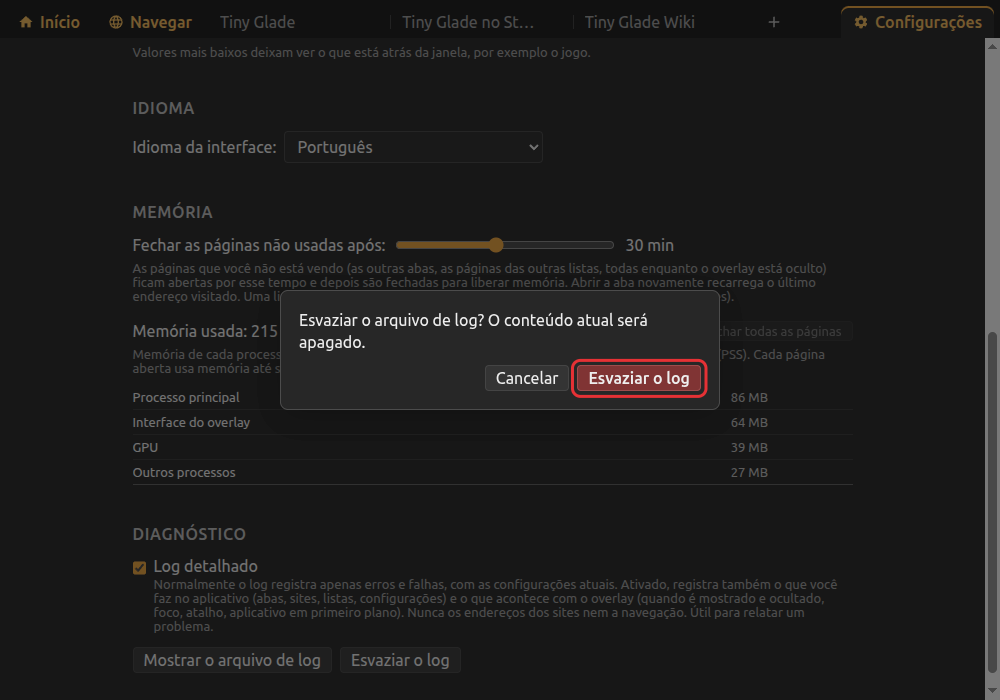 Início
Navegar
Tiny Glade
Tiny Glade no St…
Tiny Glade Wiki
+
Configurações
Valores mais baixos deixam ver o que está atrás da janela, por exemplo o jogo.
IDIOMA
Idioma da interface:
Português
MEMÓRIA
Fechar as páginas não usadas após:
30 min
As páginas que você não está vendo (as outras abas, as páginas das outras listas, todas enquanto o overlay está oculto)
ficam abertas por esse tempo e depois são fechadas para liberar memória. Abrir a aba novamente recarrega o último
endereço visitado. Uma
s).
Esvaziar o arquivo de log? O conteúdo atual será
apagado.
Cancelar
Esvaziar o log
Memória usada: 215
har todas as páginas
Memória de cada process
PSS). Cada página
aberta usa memória até s
Processo principal
86 MB
Interface do overlay
64 MB
GPU
39 MB
Outros processos
27 MB
DIAGNÓSTICO
Log detalhado
Normalmente o log registra apenas erros e falhas, com as configurações atuais. Ativado, registra também o que você
faz no aplicativo (abas, sites, listas, configurações) e o que acontece com o overlay (quando é mostrado e ocultado,
foco, atalho, aplicativo em primeiro plano). Nunca os endereços dos sites nem a navegação. Útil para relatar um
problema.
Mostrar o arquivo de log
Esvaziar o log